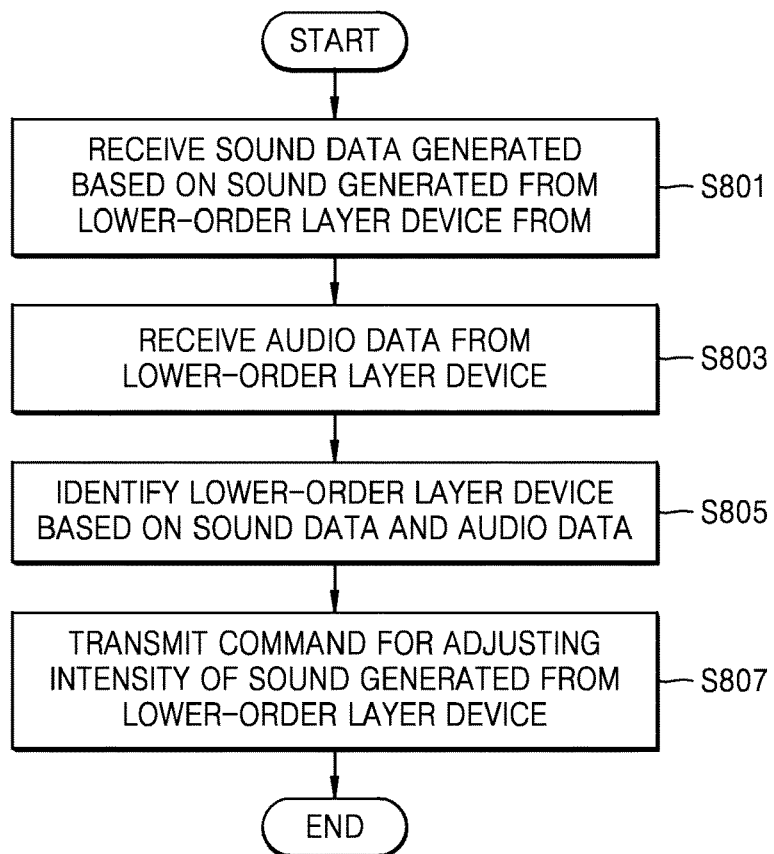 START
RECEIVE SOUND DATA GENERATED
BASED ON SOUND GENERATED FROM
LOWER-ORDER LAYER DEVICE FROM
S801
RECEIVE AUDIO DATA FROM
LOWER-ORDER LAYER DEVICE
S803
IDENTIFY LOWER-ORDER LAYER DEVICE
BASED ON SOUND DATA AND AUDIO DATA
S805
TRANSMIT COMMAND FOR ADJUSTING
INTENSITY OF SOUND GENERATED FROM
LOWER-ORDER LAYER DEVICE
S807
END